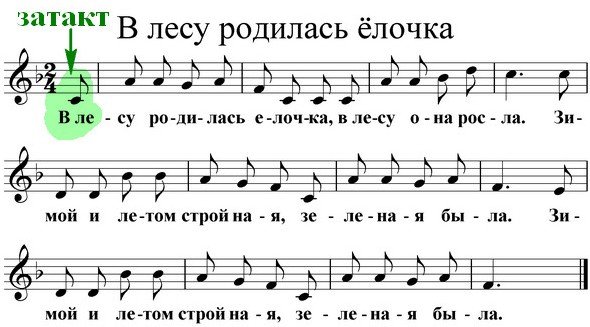 затакт
В лесу родилась ёлочка
2
4
В ле - су ро - ди - лась е - лоч - ка, в ле - су о - на рос - ла. Зи -
мой и ле - том строй на - я, зе - ле - на - я бы - ла. Зи -
мой и ле - том строй на - я, зе - ле - на - я бы - ла.